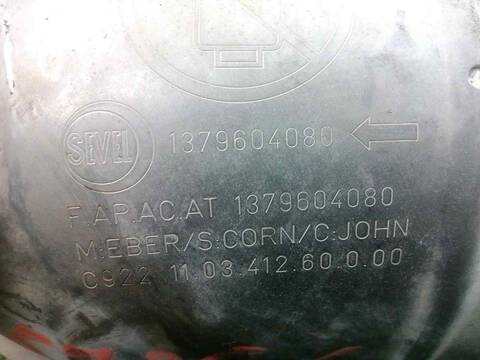 SEVEL 1379604080
F.AP.AC.AT 1379604080
M:EBER/S:CORN/C:JOHN
C922 11.03.412.60.0.00